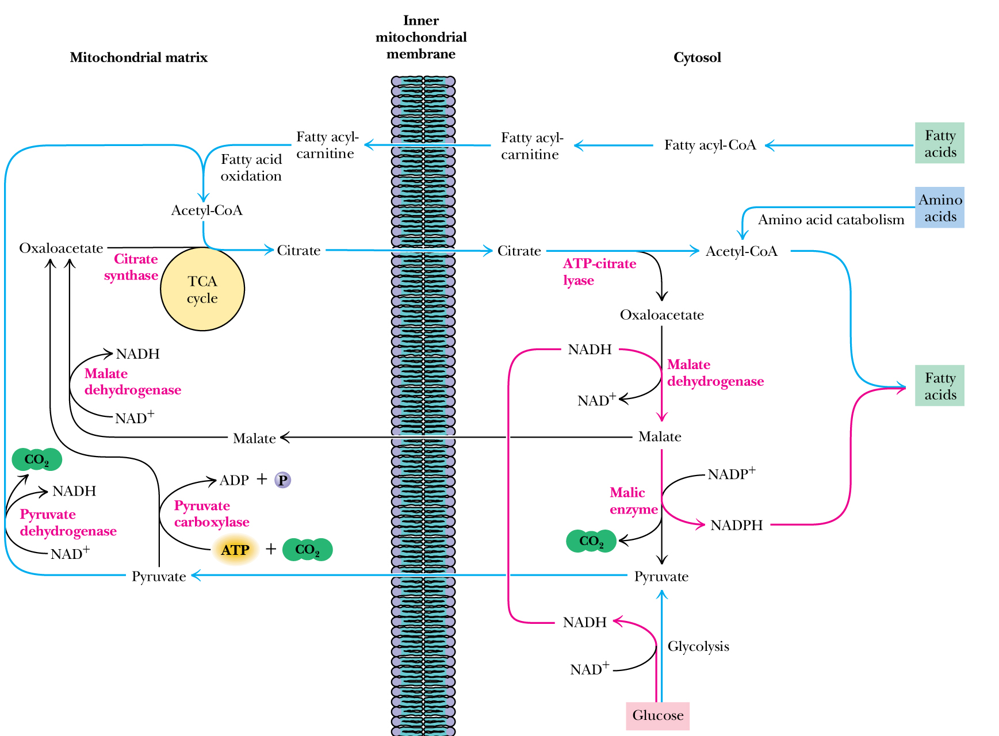 Inner
mitochondrial
membrane
Mitochondrial matrix
Cytosol
Fatty acyl-
carnitine
Fatty acyl-
carnitine
Fatty acyl-CoA
Fatty
acids
Fatty acid
oxidation
Amino
acids
Amino acid catabolism
Acetyl-CoA
Oxaloacetate
Citrate
synthase
Citrate
Citrate
ATP-citrate
lyase
Acetyl-CoA
TCA
cycle
Oxaloacetate
NADH
Malate
dehydrogenase
NAD+
NADH
Malate
dehydrogenase
NAD+
Fatty
acids
Malate
Malate
CO2
NADH
Pyruvate
dehydrogenase
NAD+
ADP + P
Pyruvate
carboxylase
ATP + CO2
NADP+
Malic
enzyme
NADPH
CO2
Pyruvate
Pyruvate
NADH
Glycolysis
NAD+
Glucose